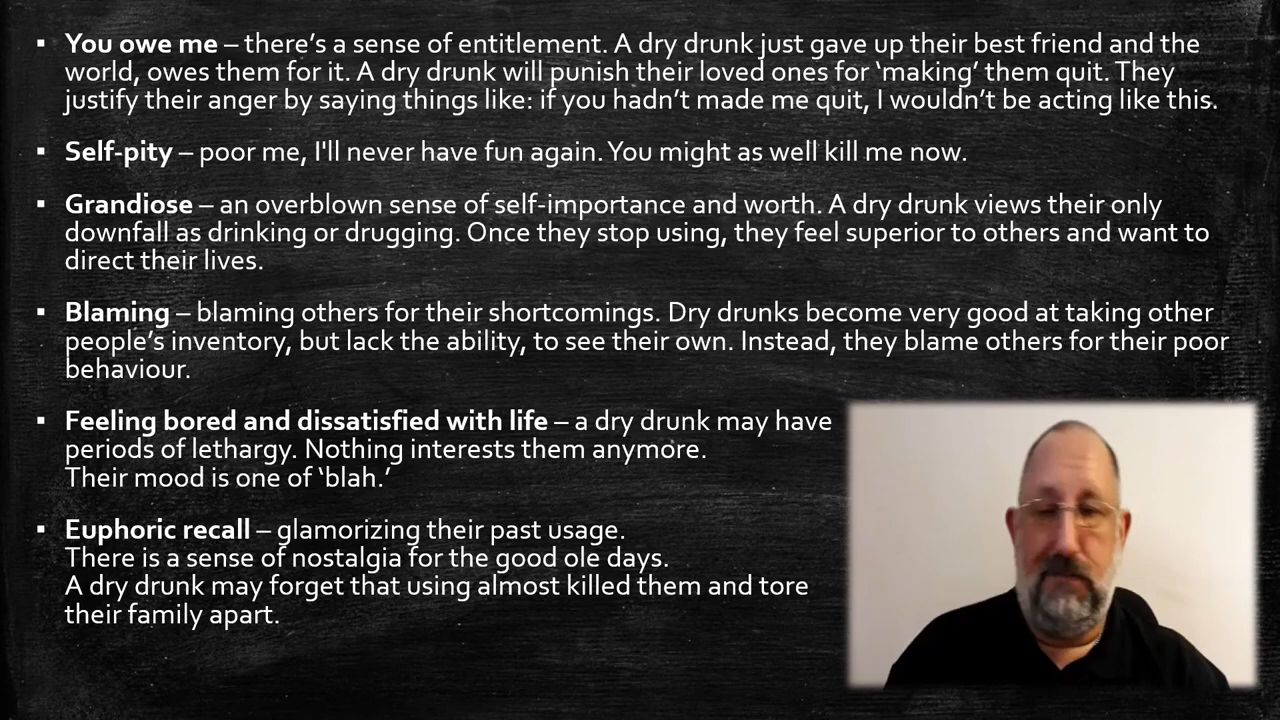 ▪ You owe me – there's a sense of entitlement. A dry drunk just gave up their best friend and the
world, owes them for it. A dry drunk will punish their loved ones for ‘making’ them quit. They
justify their anger by saying things like: if you hadn't made me quit, I wouldn't be acting like this.
▪ Self-pity – poor me, I'll never have fun again. You might as well kill me now.
▪ Grandiose – an overblown sense of self-importance and worth. A dry drunk views their only
downfall as drinking or drugging. Once they stop using, they feel superior to others and want to
direct their lives.
▪ Blaming – blaming others for their shortcomings. Dry drunks become very good at taking other
people's inventory, but lack the ability, to see their own. Instead, they blame others for their poor
behaviour.
▪ Feeling bored and dissatisfied with life – a dry drunk may have
periods of lethargy. Nothing interests them anymore.
Their mood is one of ‘blah.’
▪ Euphoric recall – glamorizing their past usage.
There is a sense of nostalgia for the good ole days.
A dry drunk may forget that using almost killed them and tore
their family apart.